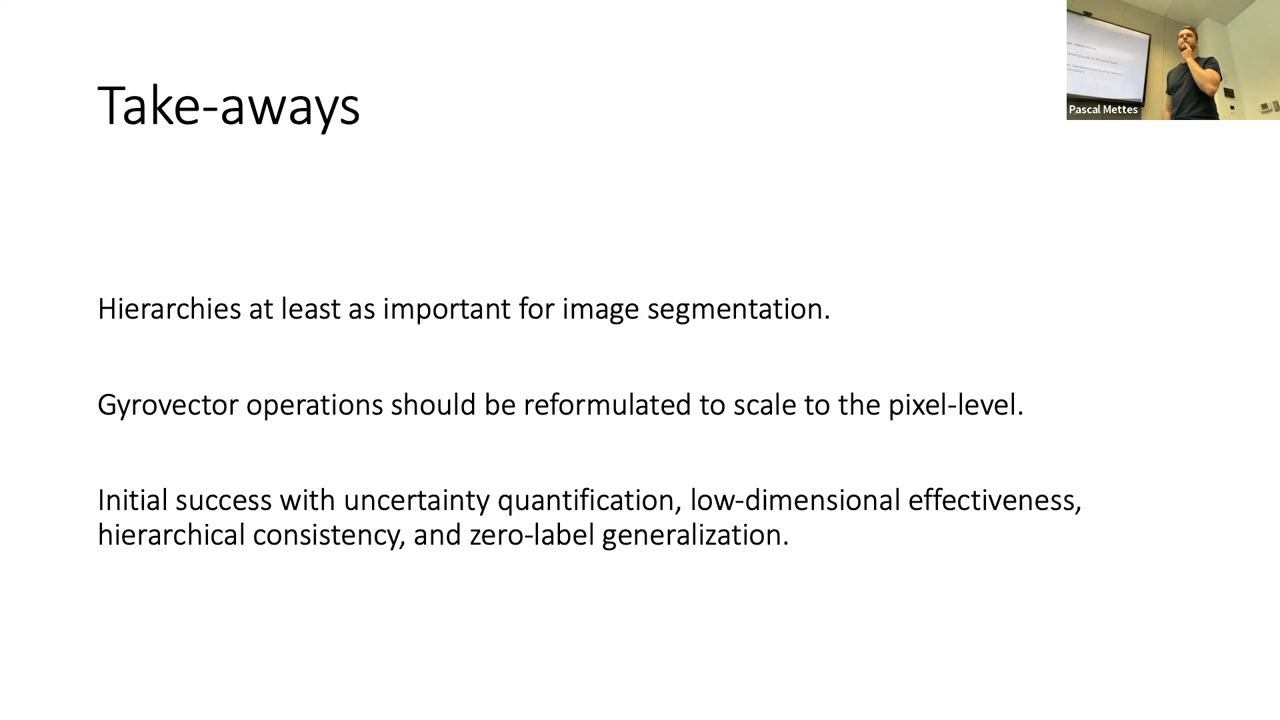 Take-aways
Pascal Mettes
Hierarchies at least as important for image segmentation.
Gyrovector operations should be reformulated to scale to the pixel-level.
Initial success with uncertainty quantification, low-dimensional effectiveness,
hierarchical consistency, and zero-label generalization.